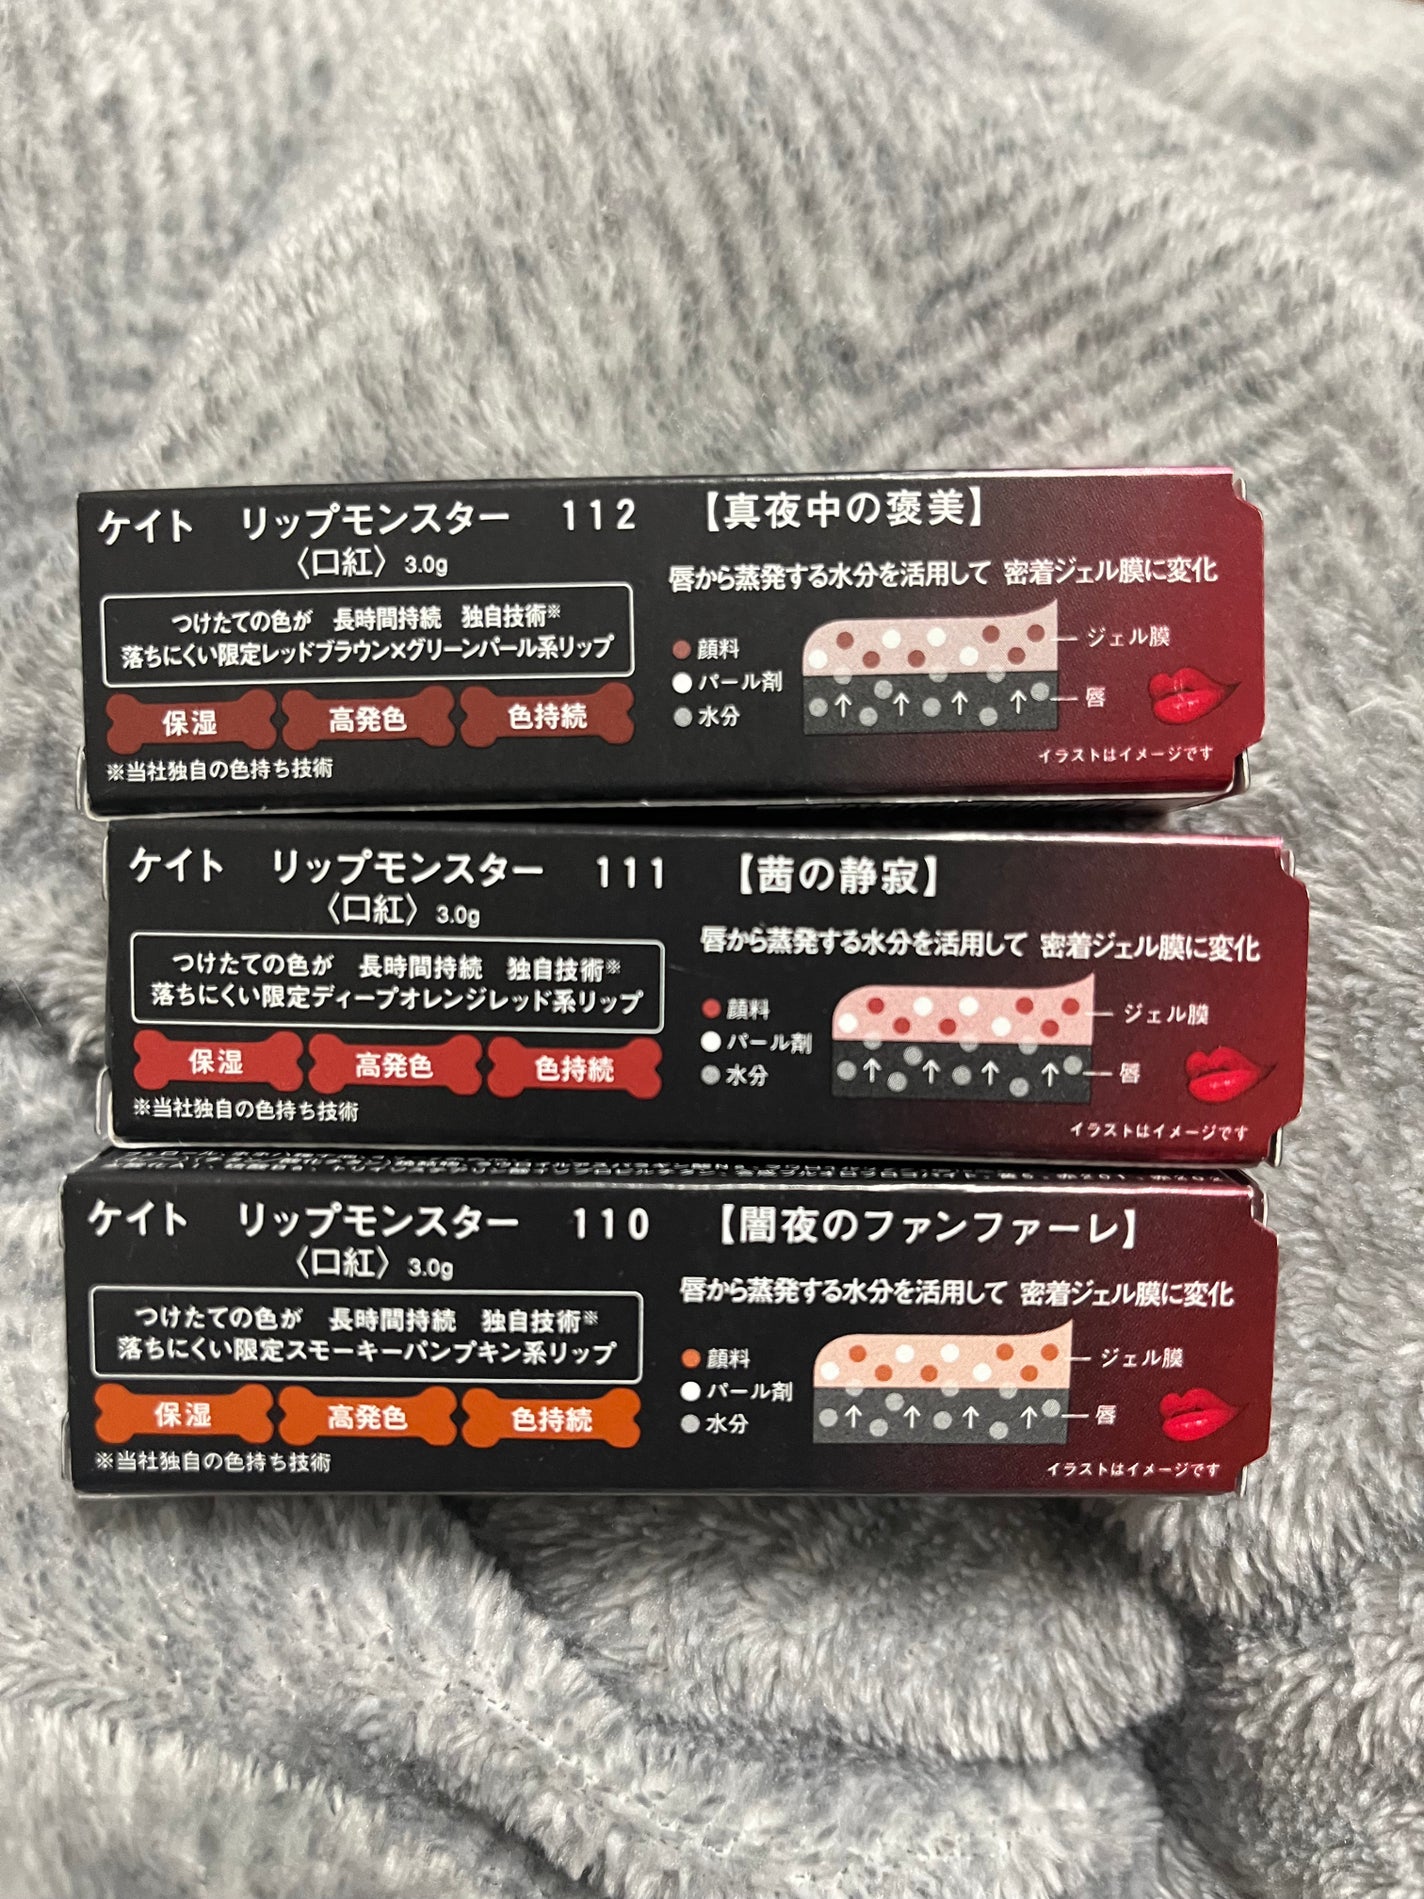 ケイト リップモンスター 112 【真夜中の褒美】
〈口紅〉3.0g
つけたての色が 長時間持続 独自技術※
落ちにくい限定レッドブラウン×グリーンパール系リップ
保湿 高発色 色持続
※当社独自の色持ち技術
唇から蒸発する水分を活用して 密着ジェル膜に変化
顔料
パール剤
水分
ジェル膜
唇
イラストはイメージです
ケイト リップモンスター 111 【茜の静寂】
〈口紅〉3.0g
つけたての色が 長時間持続 独自技術※
落ちにくい限定ディープオレンジレッド系リップ
保湿 高発色 色持続
※当社独自の色持ち技術
唇から蒸発する水分を活用して 密着ジェル膜に変化
顔料
パール剤
水分
ジェル膜
唇
イラストはイメージです
ケイト リップモンスター 110 【闇夜のファンファーレ】
〈口紅〉3.0g
つけたての色が 長時間持続 独自技術※
落ちにくい限定スモーキーパンプキン系リップ
保湿 高発色 色持続
※当社独自の色持ち技術
唇から蒸発する水分を活用して 密着ジェル膜に変化
顔料
パール剤
水分
ジェル膜
唇
イラストはイメージです